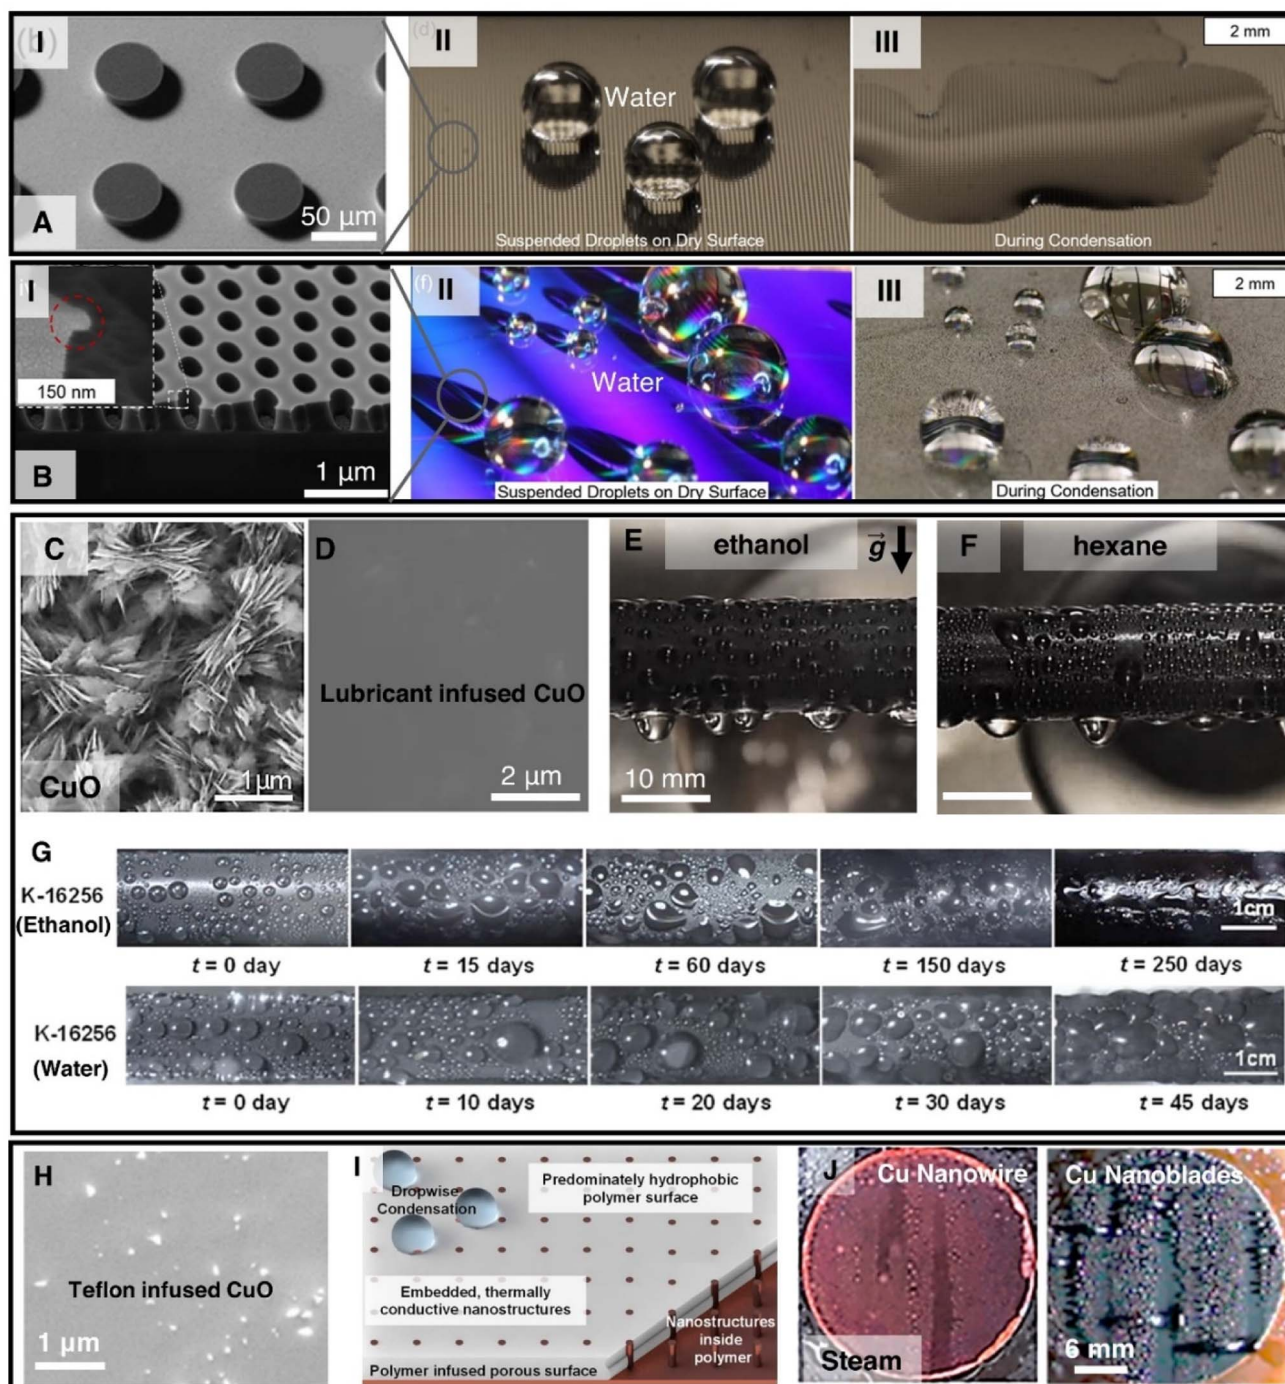 (b)
I
A
50 μm
(d)
II
Water
Suspended Droplets on Dry Surface
III
2 mm
During Condensation
I
150 nm
B
1 μm
(f)
II
Water
Suspended Droplets on Dry Surface
III
2 mm
During Condensation
C
CuO
1μm
D
Lubricant infused CuO
2 μm
E
ethanol
g
10 mm
F
hexane
G
K-16256
(Ethanol)
1cm
t = 0 day
t = 15 days
t = 60 days
t = 150 days
t = 250 days
K-16256
(Water)
1cm
t = 0 day
t = 10 days
t = 20 days
t = 30 days
t = 45 days
H
Teflon infused CuO
1 μm
I
Dropwise
Condensation
Predominately hydrophobic
polymer surface
Embedded, thermally
conductive nanostructures
Nanostructures
inside
polymer
Polymer infused porous surface
J
Cu Nanowire
Steam
Cu Nanoblades
6 mm